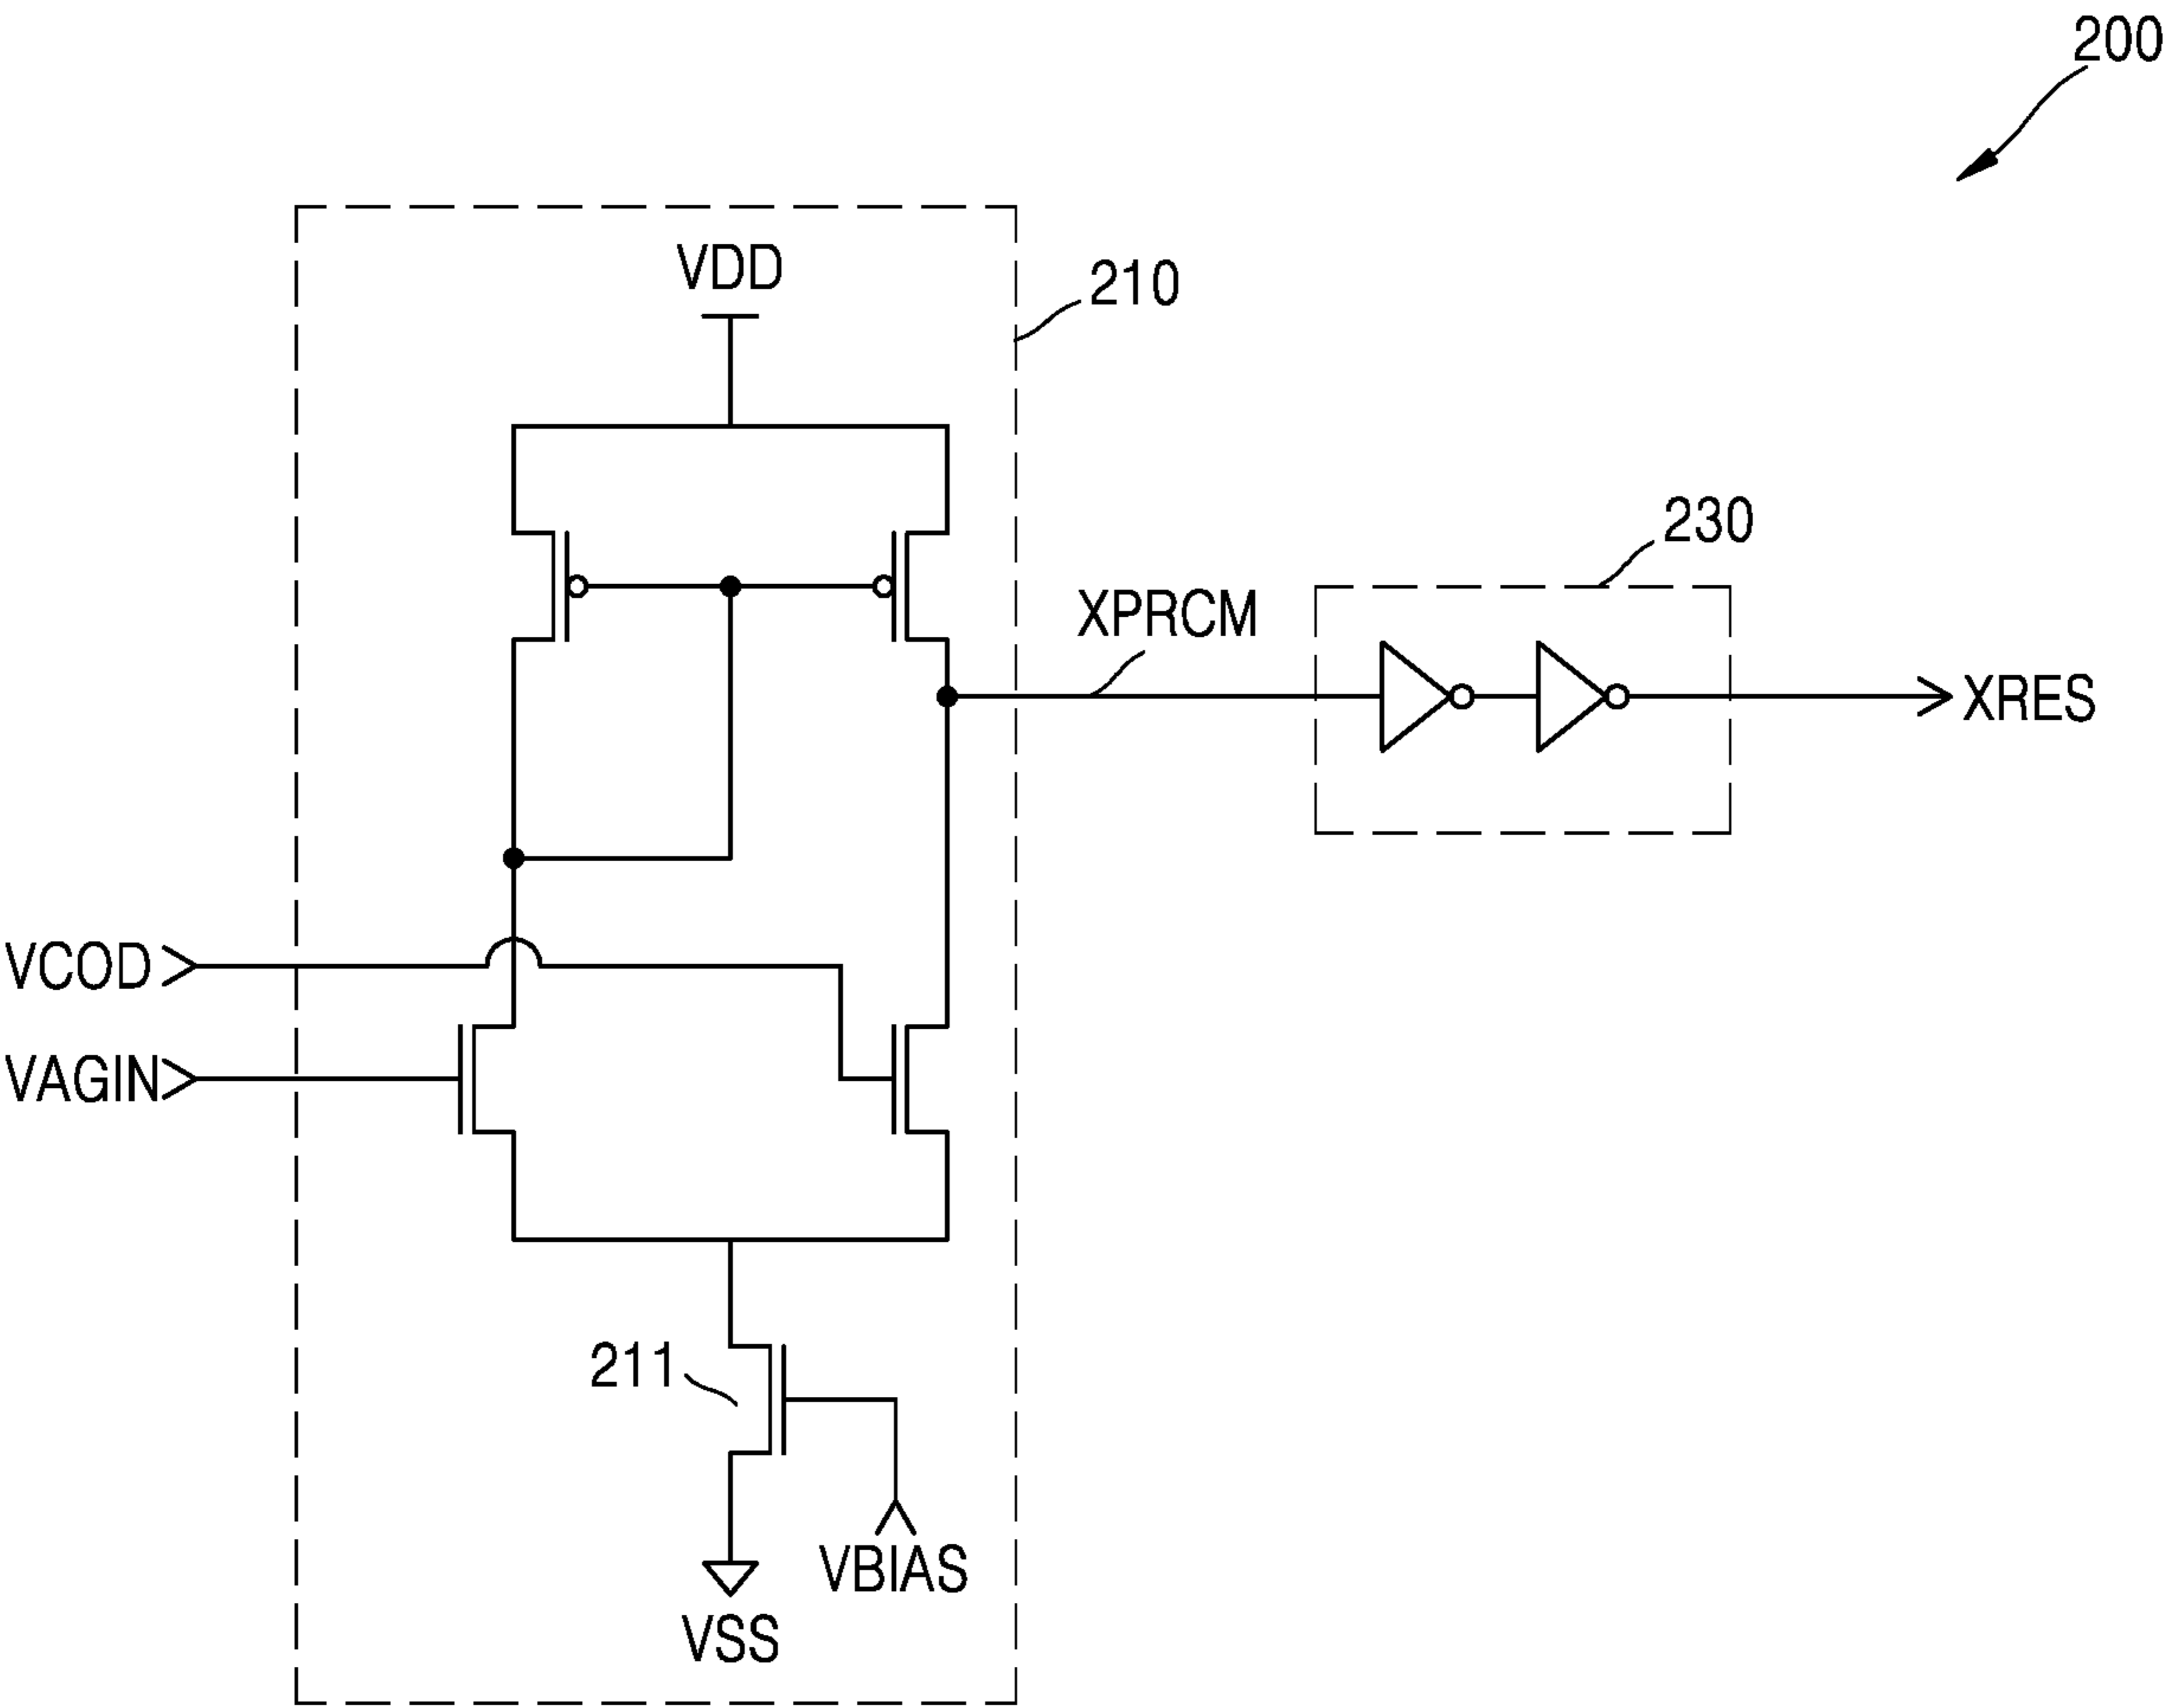 200
VDD
210
230
XPRCM
XRES
VCOD
VAGIN
211
VBIAS
VSS